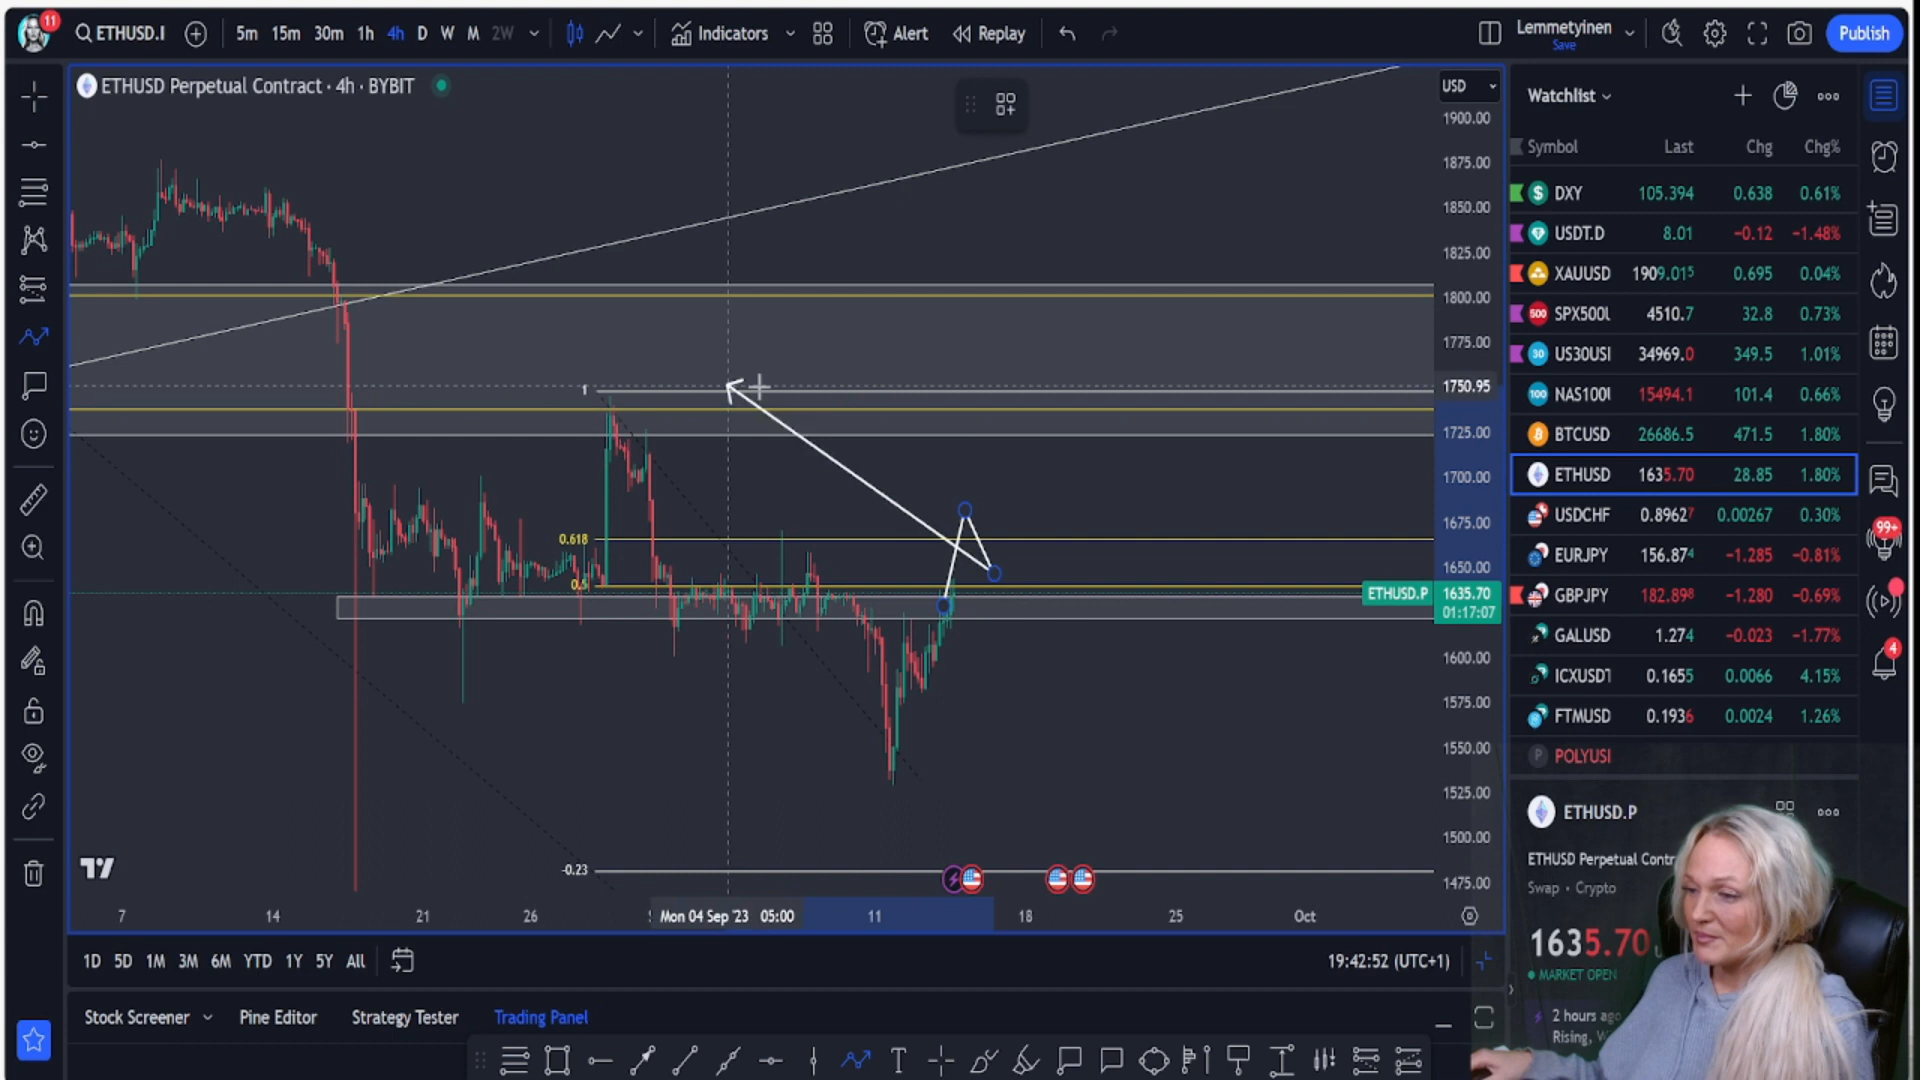 11
ETHUSD.I
5m 15m 30m 1h 4h D W M 2W
Indicators
Alert
Replay
Lemmetyinen
Save
Publish
ETHUSD Perpetual Contract · 4h · BYBIT
USD
1900.00
1875.00
1850.00
1825.00
1800.00
1775.00
1750.95
1725.00
1700.00
1675.00
1650.00
ETHUSD.P 1635.70
01:17:07
1600.00
1575.00
1550.00
1525.00
1500.00
1475.00
1
0.618
0.5
-0.23
7 14 21 26 Mon 04 Sep '23 05:00 11 18 25 Oct
1D 5D 1M 3M 6M YTD 1Y 5Y All
19:42:52 (UTC+1)
Stock Screener Pine Editor Strategy Tester Trading Panel
Watchlist
Symbol Last Chg Chg%
DXY 105.394 0.638 0.61%
USDT.D 8.01 −0.12 −1.48%
XAUUSD 1909.015 0.695 0.04%
500 SPX500U 4510.7 32.8 0.73%
30 US30USI 34969.0 349.5 1.01%
100 NAS100U 15494.1 101.4 0.66%
BTCUSD 26686.5 471.5 1.80%
ETHUSD 1635.70 28.85 1.80%
USDCHF 0.89627 0.00267 0.30%
EURJPY 156.874 −1.285 −0.81%
GBPJPY 182.898 −1.280 −0.69%
GALUSD 1.274 −0.023 −1.77%
ICXUSDT 0.1655 0.0066 4.15%
FTMUSD 0.1936 0.0024 1.26%
P POLYUSI
99+
4
ETHUSD.P
ETHUSD Perpetual Contr
Swap • Crypto
1635.70
MARKET OPEN
2 hours ago
Rising,